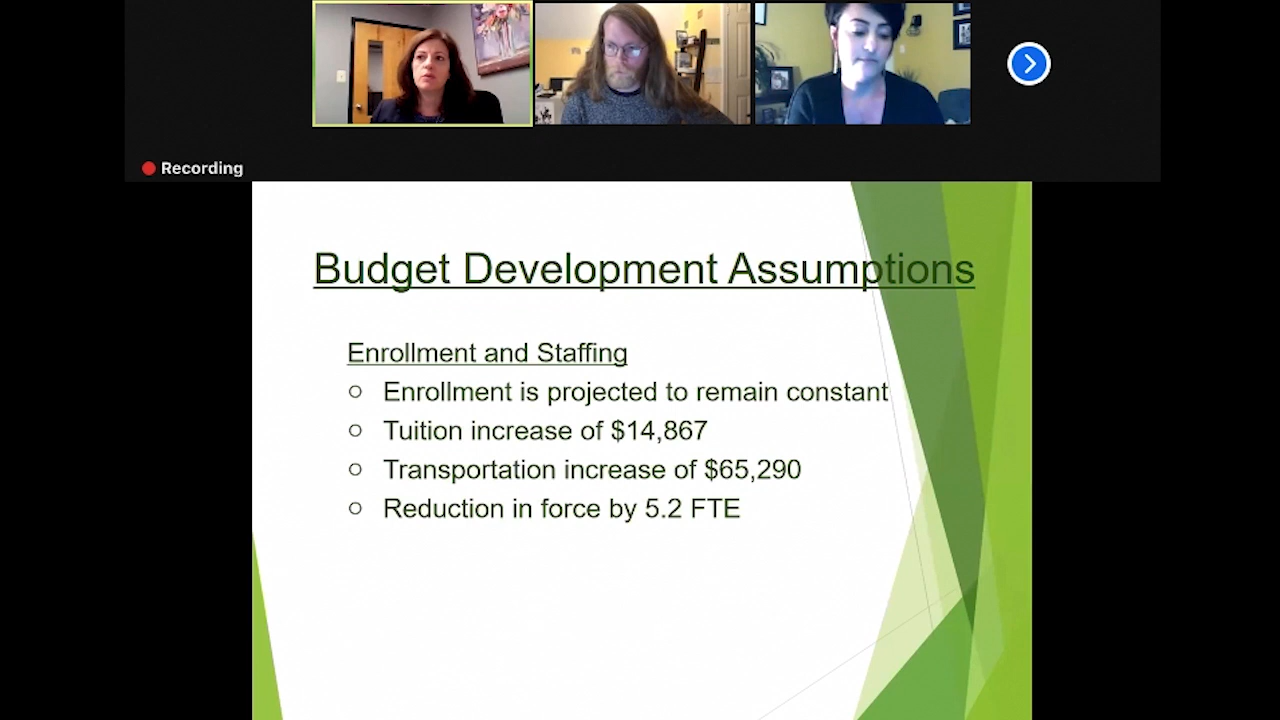 Recording
Budget Development Assumptions
Enrollment and Staffing
o Enrollment is projected to remain constant
o Tuition increase of $14,867
o Transportation increase of $65,290
o Reduction in force by 5.2 FTE